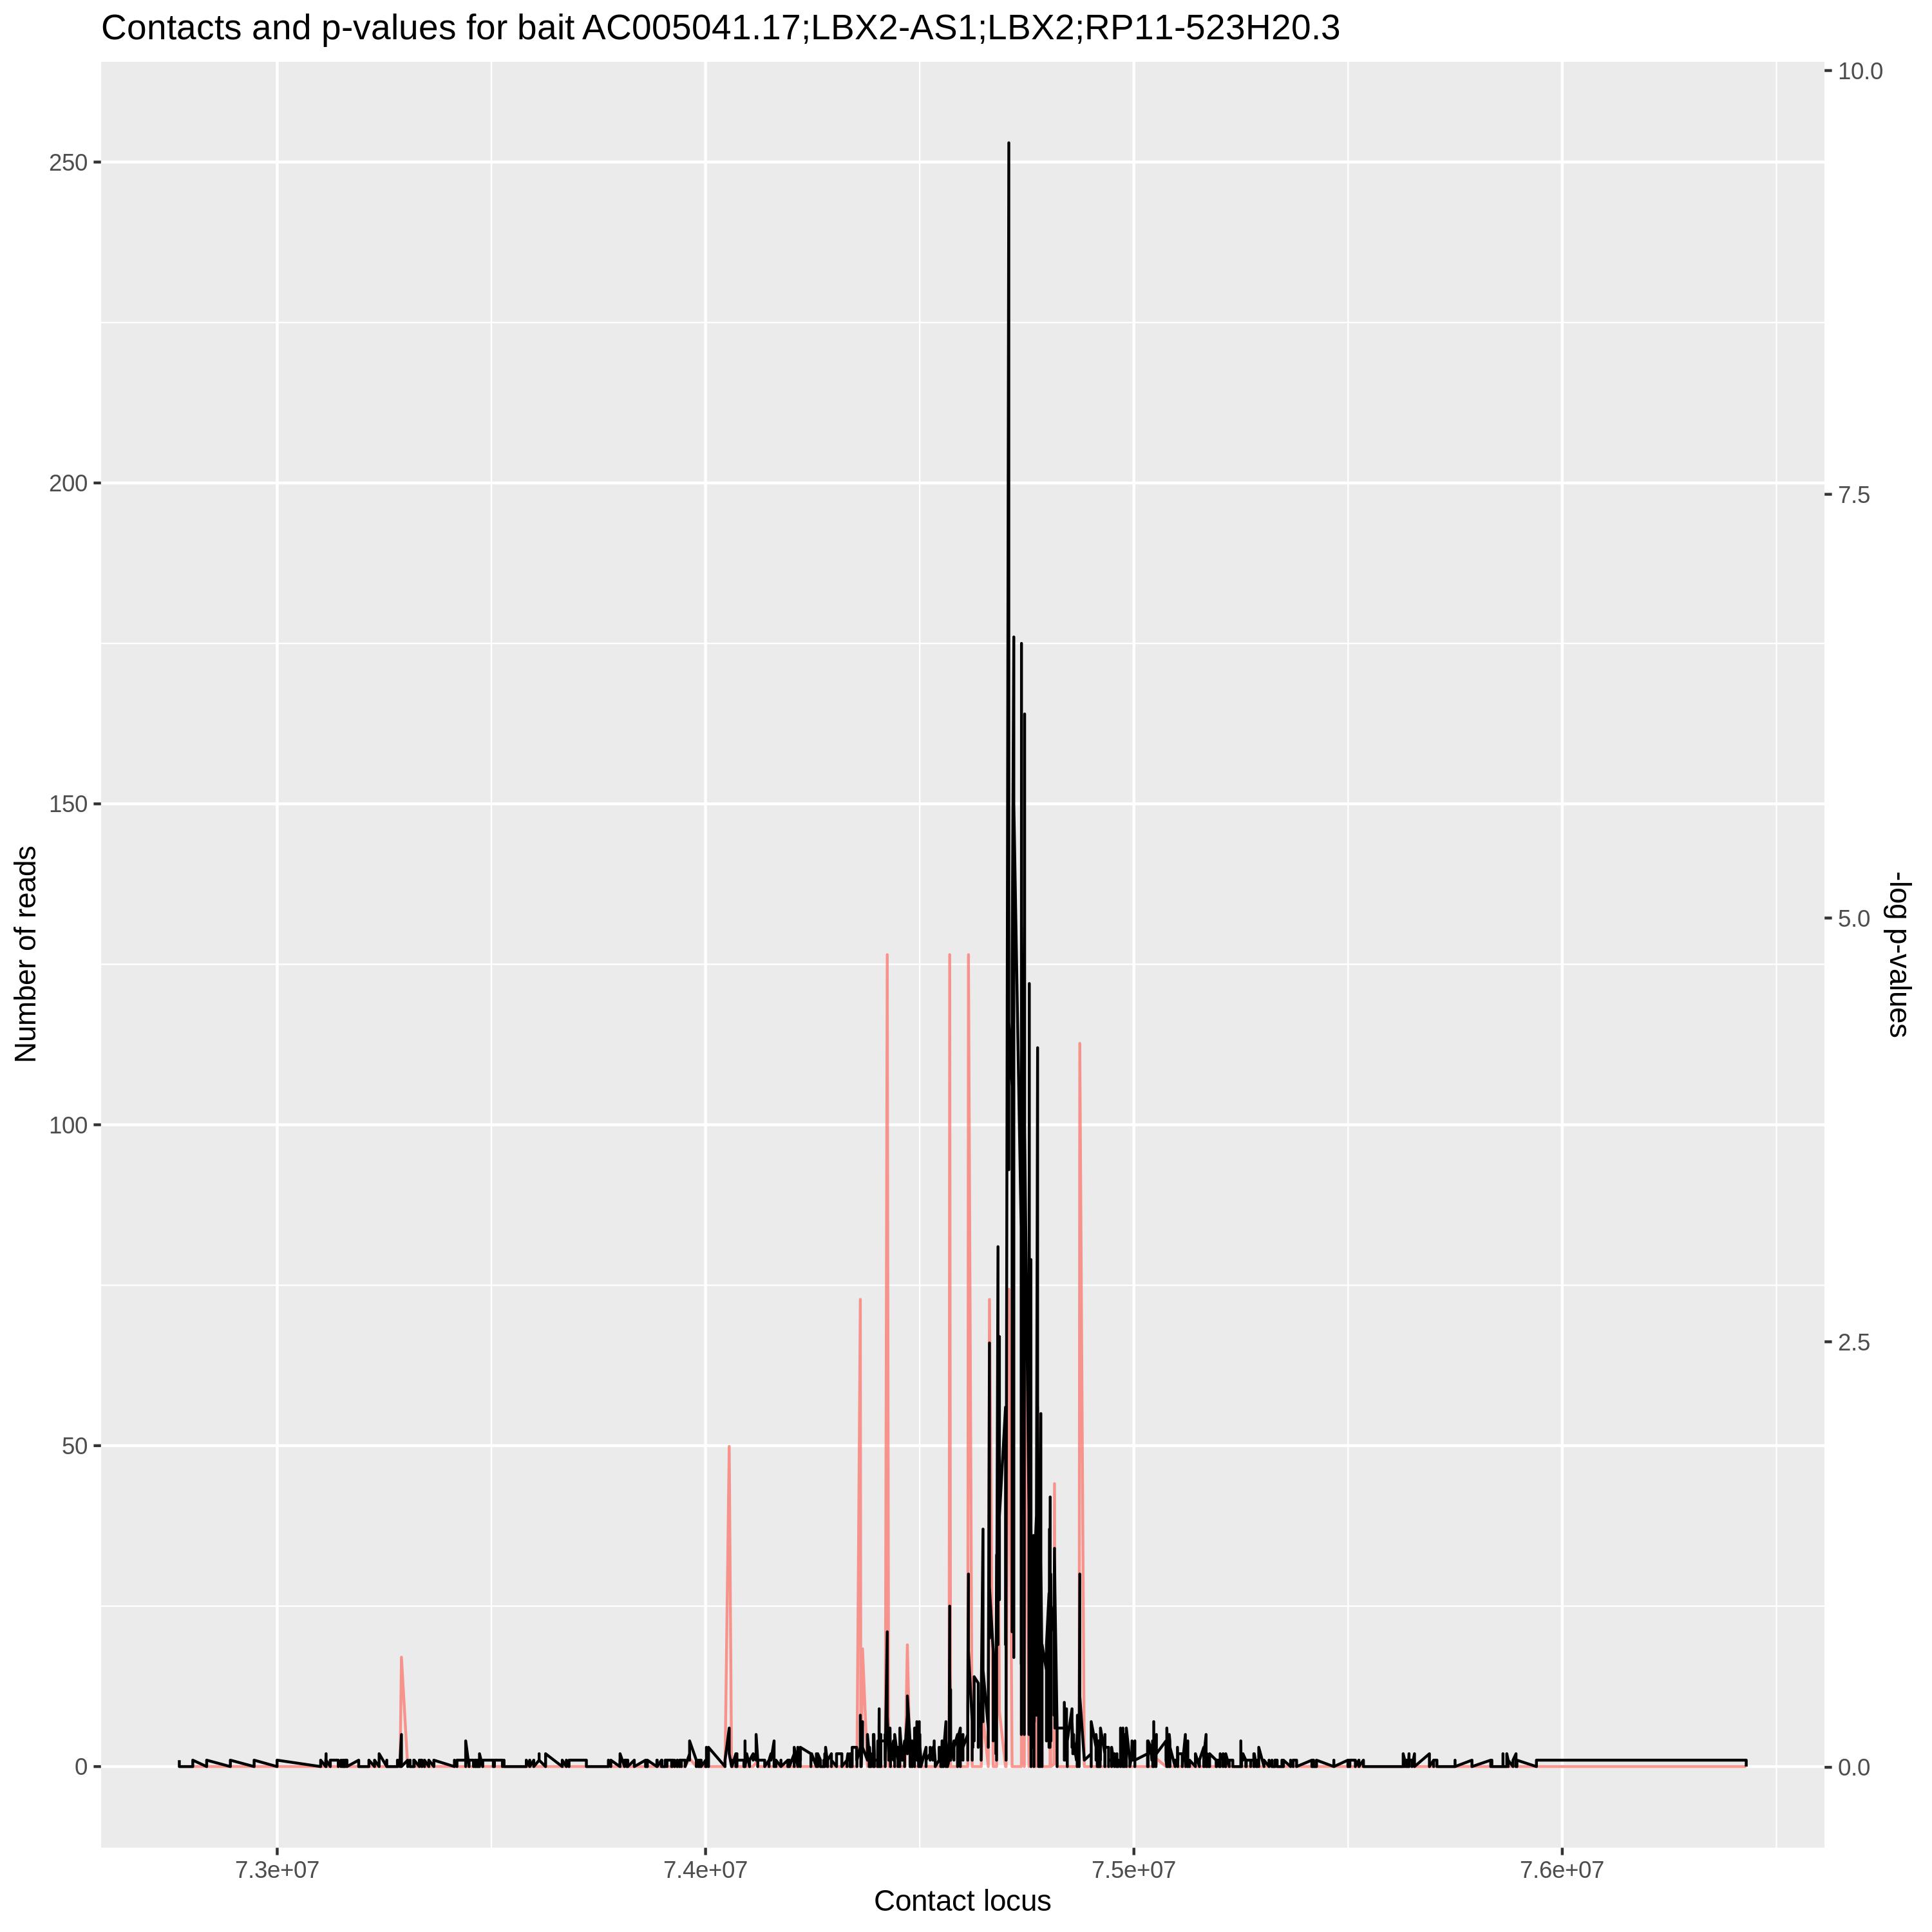 Contacts and p-values for bait AC005041.17;LBX2-AS1;LBX2;RP11-523H20.3
10.0
250
200
7.5
150
5.0
Number of reads
-log p-values
100
2.5
50
0
0.0
7.3e+07
7.4e+07
7.5e+07
7.6e+07
Contact locus